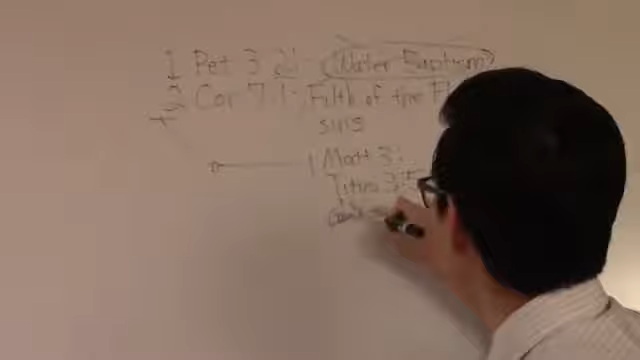 1 Pet 3 21- Water Baptism
2 Cor 7:1- Filth of the
sins
Matt 3:
Titus 3:5